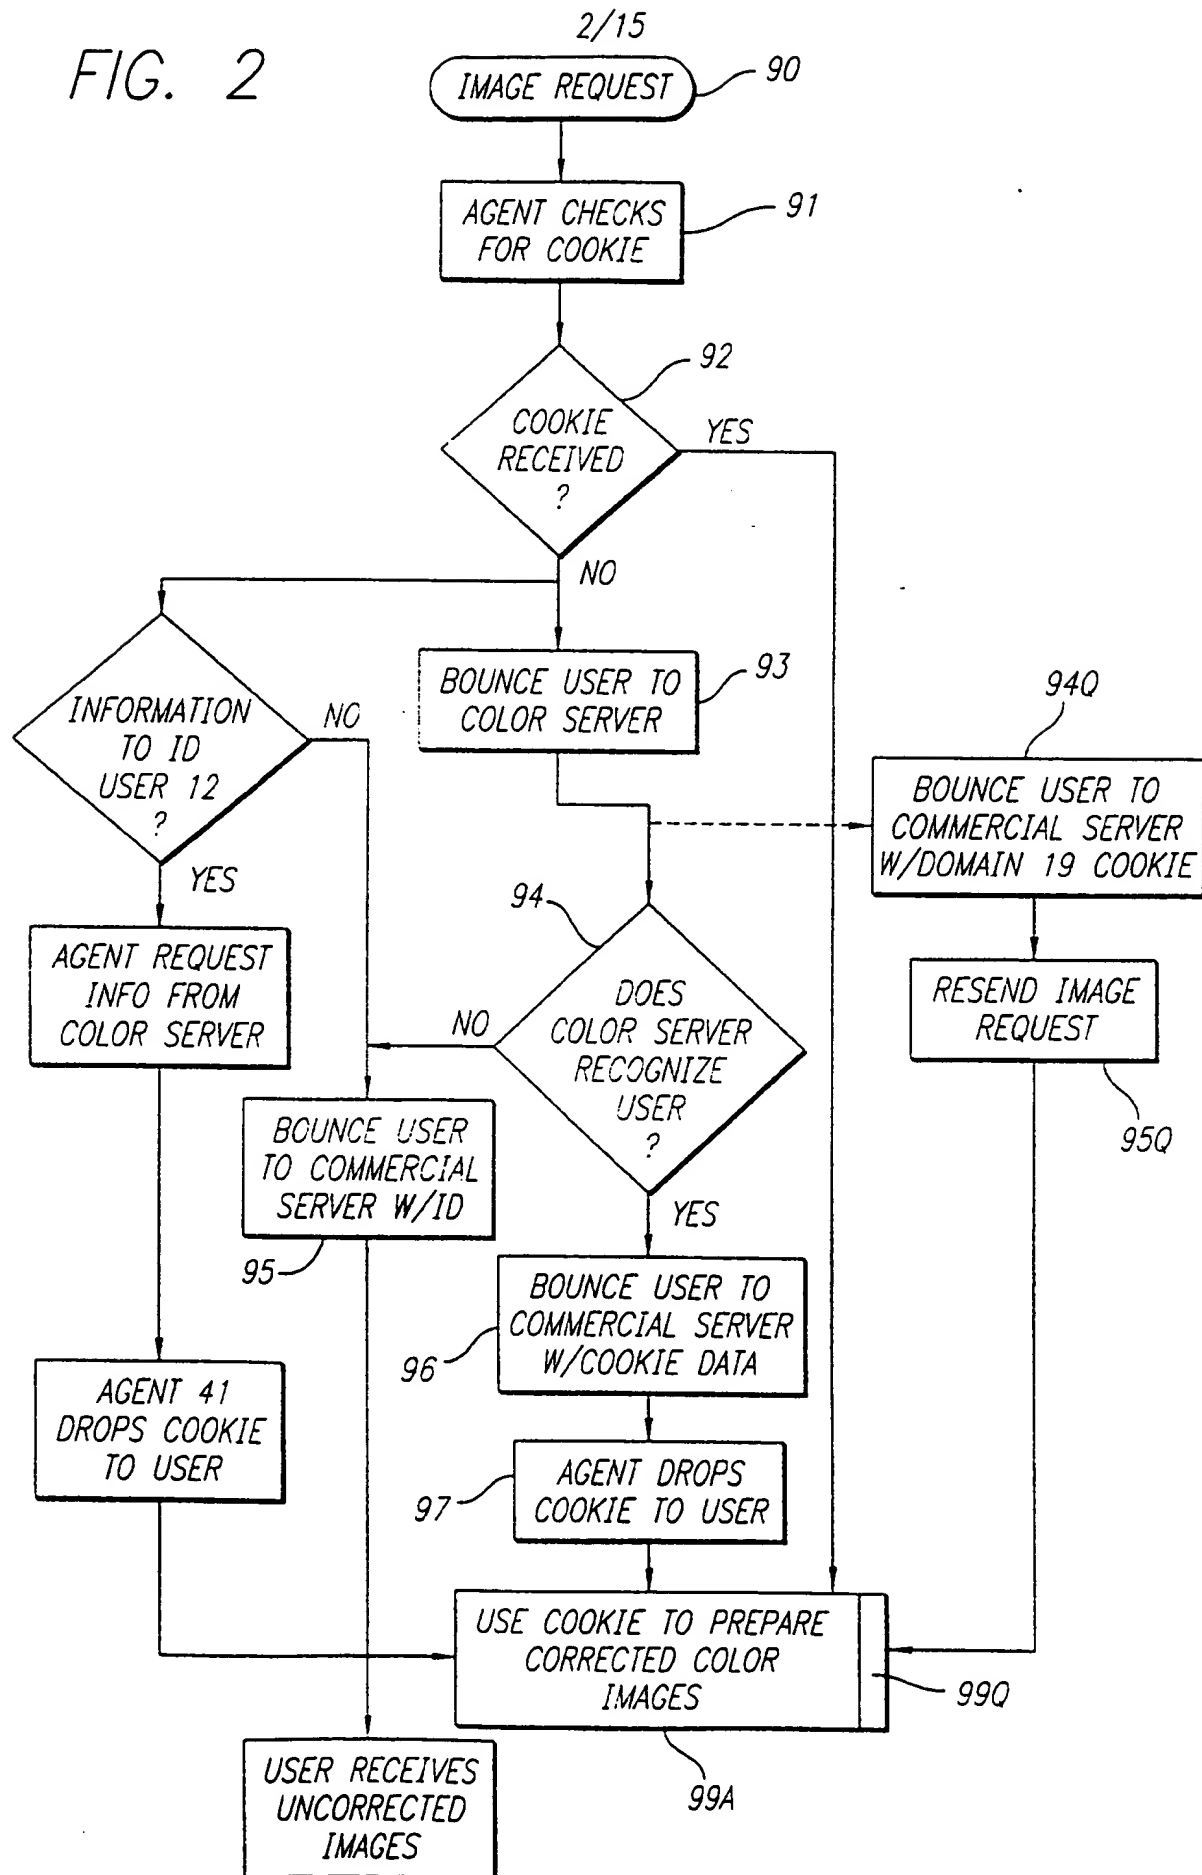 2/15
FIG. 2
IMAGE REQUEST
90
AGENT CHECKS
FOR COOKIE
91
92
COOKIE
RECEIVED
?
YES
NO
INFORMATION
TO ID
USER 12
?
NO
YES
BOUNCE USER TO
COLOR SERVER
93
94Q
BOUNCE USER TO
COMMERCIAL SERVER
W/DOMAIN 19 COOKIE
AGENT REQUEST
INFO FROM
COLOR SERVER
94
DOES
COLOR SERVER
RECOGNIZE
USER
?
NO
YES
RESEND IMAGE
REQUEST
95Q
BOUNCE USER
TO COMMERCIAL
SERVER W/ID
95
BOUNCE USER TO
COMMERCIAL SERVER
W/COOKIE DATA
96
AGENT 41
DROPS COOKIE
TO USER
AGENT DROPS
COOKIE TO USER
97
USE COOKIE TO PREPARE
CORRECTED COLOR
IMAGES
99Q
99A
USER RECEIVES
UNCORRECTED
IMAGES